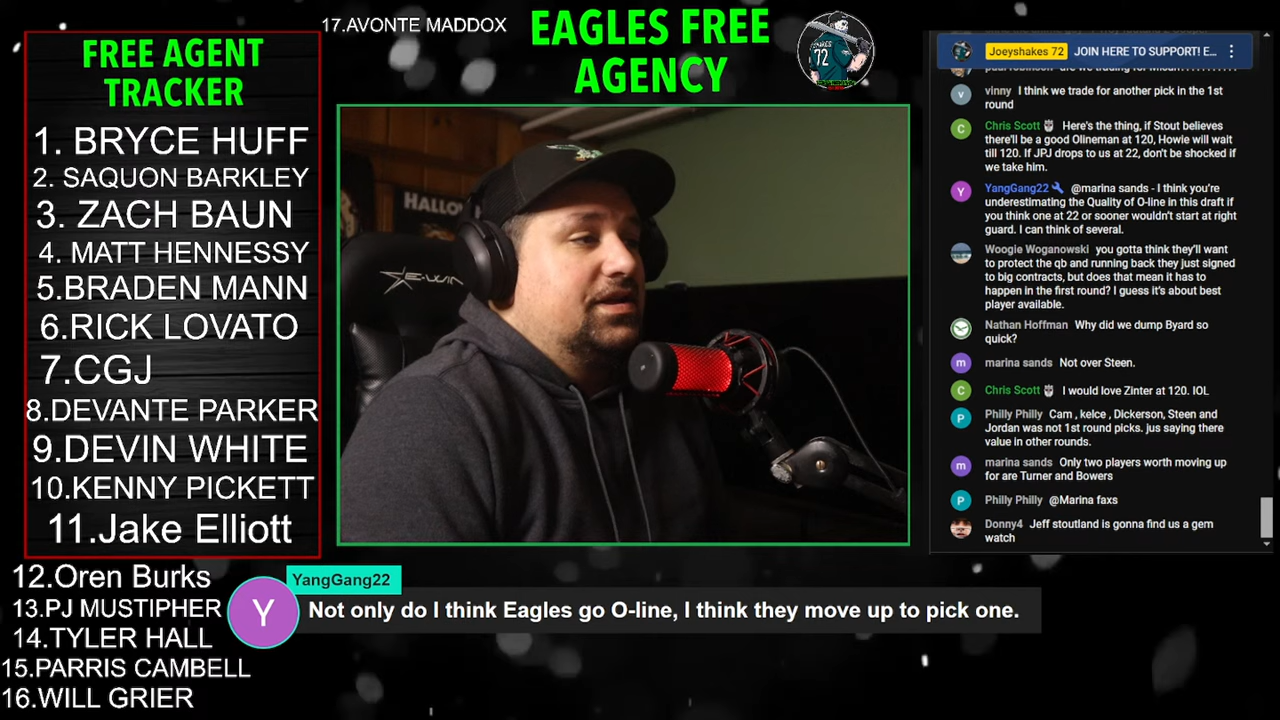 17.AVONTE MADDOX
EAGLES FREE
AGENCY
FREE AGENT
TRACKER
1. BRYCE HUFF
2. SAQUON BARKLEY
3. ZACH BAUN
4. MATT HENNESSY
5.BRADEN MANN
6.RICK LOVATO
7.CGJ
8.DEVANTE PARKER
9.DEVIN WHITE
10.KENNY PICKETT
11.Jake Elliott
12.Oren Burks
13.PJ MUSTIPHER
14.TYLER HALL
15.PARRIS CAMBELL
16.WILL GRIER
72
HALLO
E-WIN
Joeyshakes 72 JOIN HERE TO SUPPORT! E...
vinny I think we trade for another pick in the 1st
round
C Chris Scott Here's the thing, if Stout believes
there'll be a good Olineman at 120, Howie will wait
till 120. If JPJ drops to us at 22, don't be shocked if
we take him.
Y YangGang22 @marina sands - I think you're
underestimating the Quality of O-line in this draft if
you think one at 22 or sooner wouldn't start at right
guard. I can think of several.
Woogie Woganowski you gotta think they'll want
to protect the qb and running back they just signed
to big contracts, but does that mean it has to
happen in the first round? I guess it's about best
player available.
Nathan Hoffman Why did we dump Byard so
quick?
m marina sands Not over Steen.
C Chris Scott I would love Zinter at 120. IOL
P Philly Philly Cam , kelce , Dickerson, Steen and
Jordan was not 1st round picks. jus saying there
value in other rounds.
m marina sands Only two players worth moving up
for are Turner and Bowers
P Philly Philly @Marina faxs
Donny4 Jeff stoutland is gonna find us a gem
watch
YangGang22
Y Not only do I think Eagles go O-line, I think they move up to pick one.